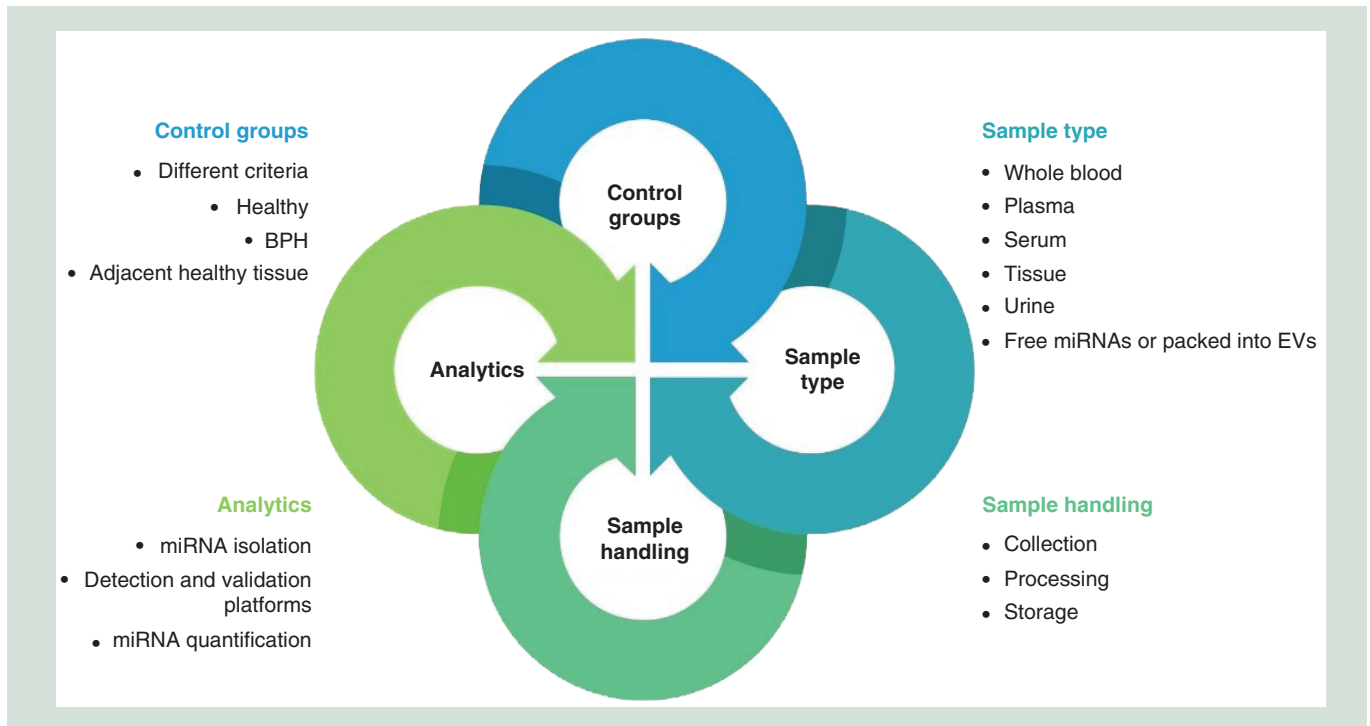 Control groups
• Different criteria
• Healthy
• BPH
• Adjacent healthy tissue
Control
groups
Sample type
• Whole blood
• Plasma
• Serum
• Tissue
• Urine
• Free miRNAs or packed into EVs
Analytics
Sample
type
Analytics
• miRNA isolation
• Detection and validation
platforms
• miRNA quantification
Sample
handling
Sample handling
• Collection
• Processing
• Storage